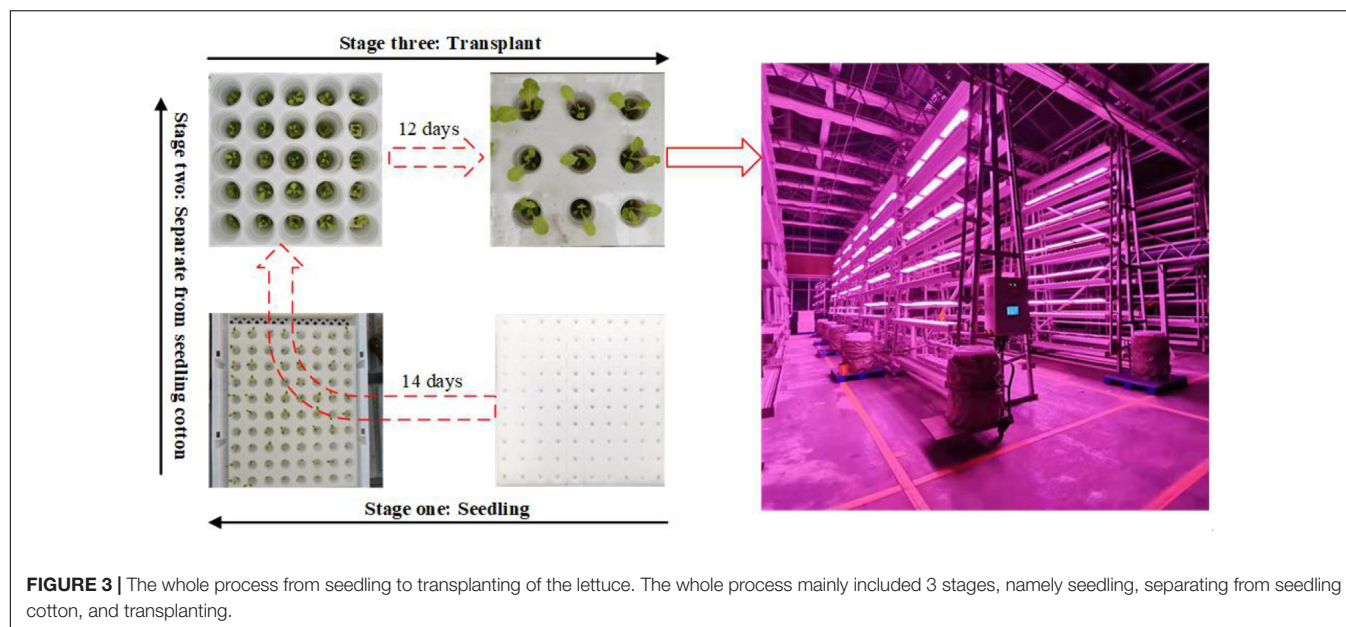 Stage three: Transplant
Stage two: Separate from seedling cotton
12 days
14 days
Stage one: Seedling
FIGURE 3 | The whole process from seedling to transplanting of the lettuce. The whole process mainly included 3 stages, namely seedling, separating from seedling
cotton, and transplanting.